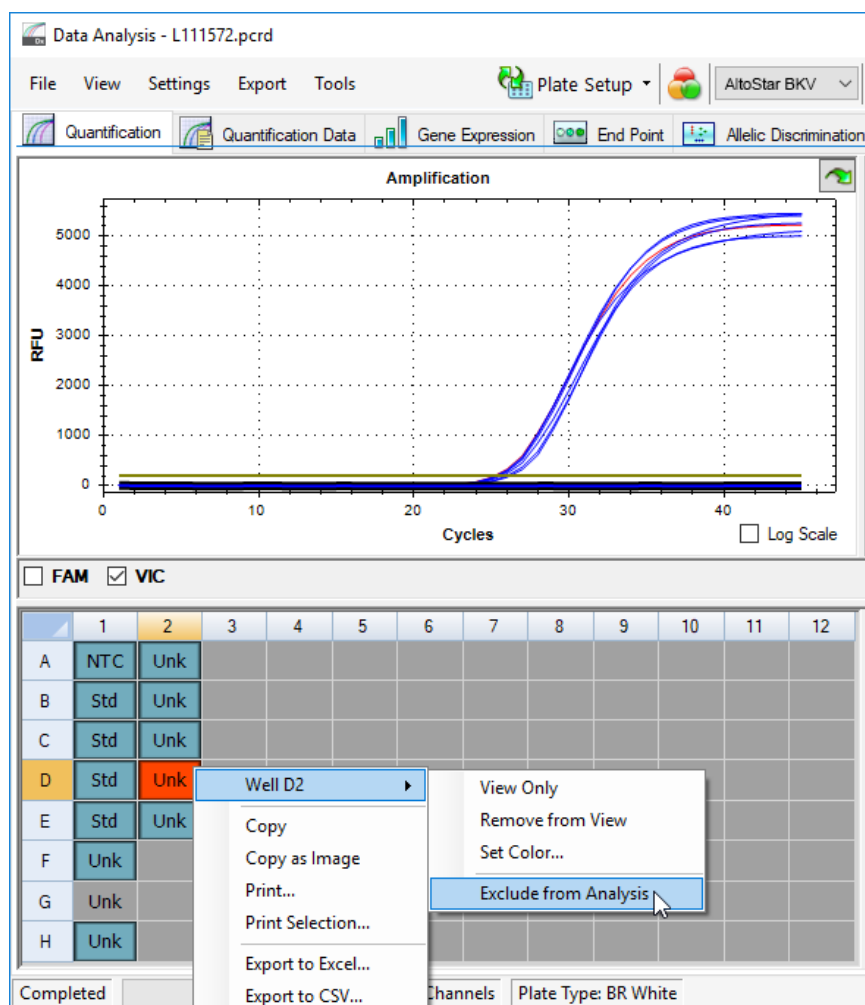 Data Analysis - L111572.pcrd
File View Settings Export Tools Plate Setup AltoStar BKV
Quantification Quantification Data Gene Expression End Point Allelic Discrimination
Amplification
5000
4000
3000
2000
1000
0
RFU
0 10 20 30 40
Cycles
Log Scale
FAM VIC
1 2 3 4 5 6 7 8 9 10 11 12
A NTC Unk
B Std Unk
C Std Unk
D Std Unk
E Std Unk
F Unk
G Unk
H Unk
Well D2
Copy
Copy as Image
Print...
Print Selection...
Export to Excel...
Export to CSV...
View Only
Remove from View
Set Color...
Exclude from Analysis
Completed Channels Plate Type: BR White